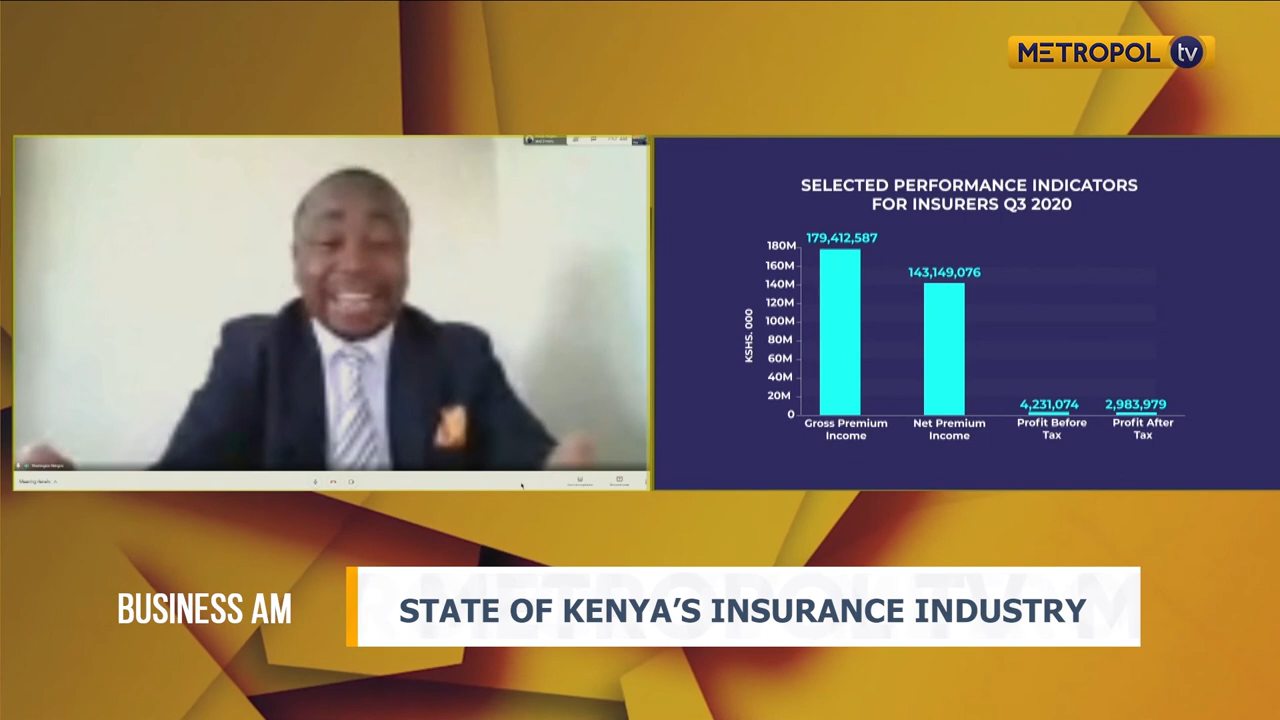 METROPOL tv
SELECTED PERFORMANCE INDICATORS
FOR INSURERS Q3 2020
179,412,587
143,149,076
4,231,074
2,983,979
180M
160M
140M
120M
100M
80M
60M
40M
20M
0
KSHS. 000
Gross Premium
Income
Net Premium
Income
Profit Before
Tax
Profit After
Tax
Meeting details
BUSINESS AM
STATE OF KENYA'S INSURANCE INDUSTRY